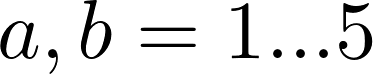 a, b = 1...5